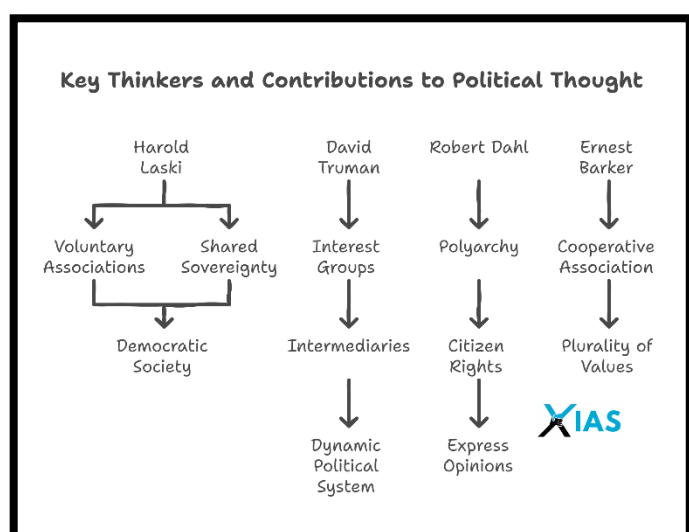 Key Thinkers and Contributions to Political Thought
Harold
Laski
David
Truman
Robert Dahl
Ernest
Barker
Voluntary
Associations
Shared
Sovereignty
Interest
Groups
Polyarchy
Cooperative
Association
Democratic
Society
Intermediaries
Citizen
Rights
Plurality of
Values
Dynamic
Political
System
Express
Opinions
XIAS